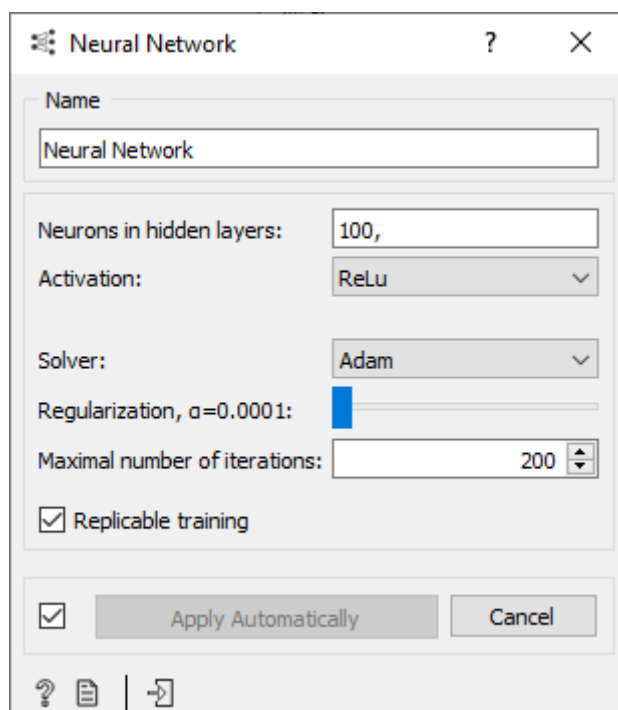 Neural Network
Name
Neural Network
Neurons in hidden layers: 100,
Activation: ReLu
Solver: Adam
Regularization, α=0.0001:
Maximal number of iterations: 200
Replicable training
Apply Automatically Cancel